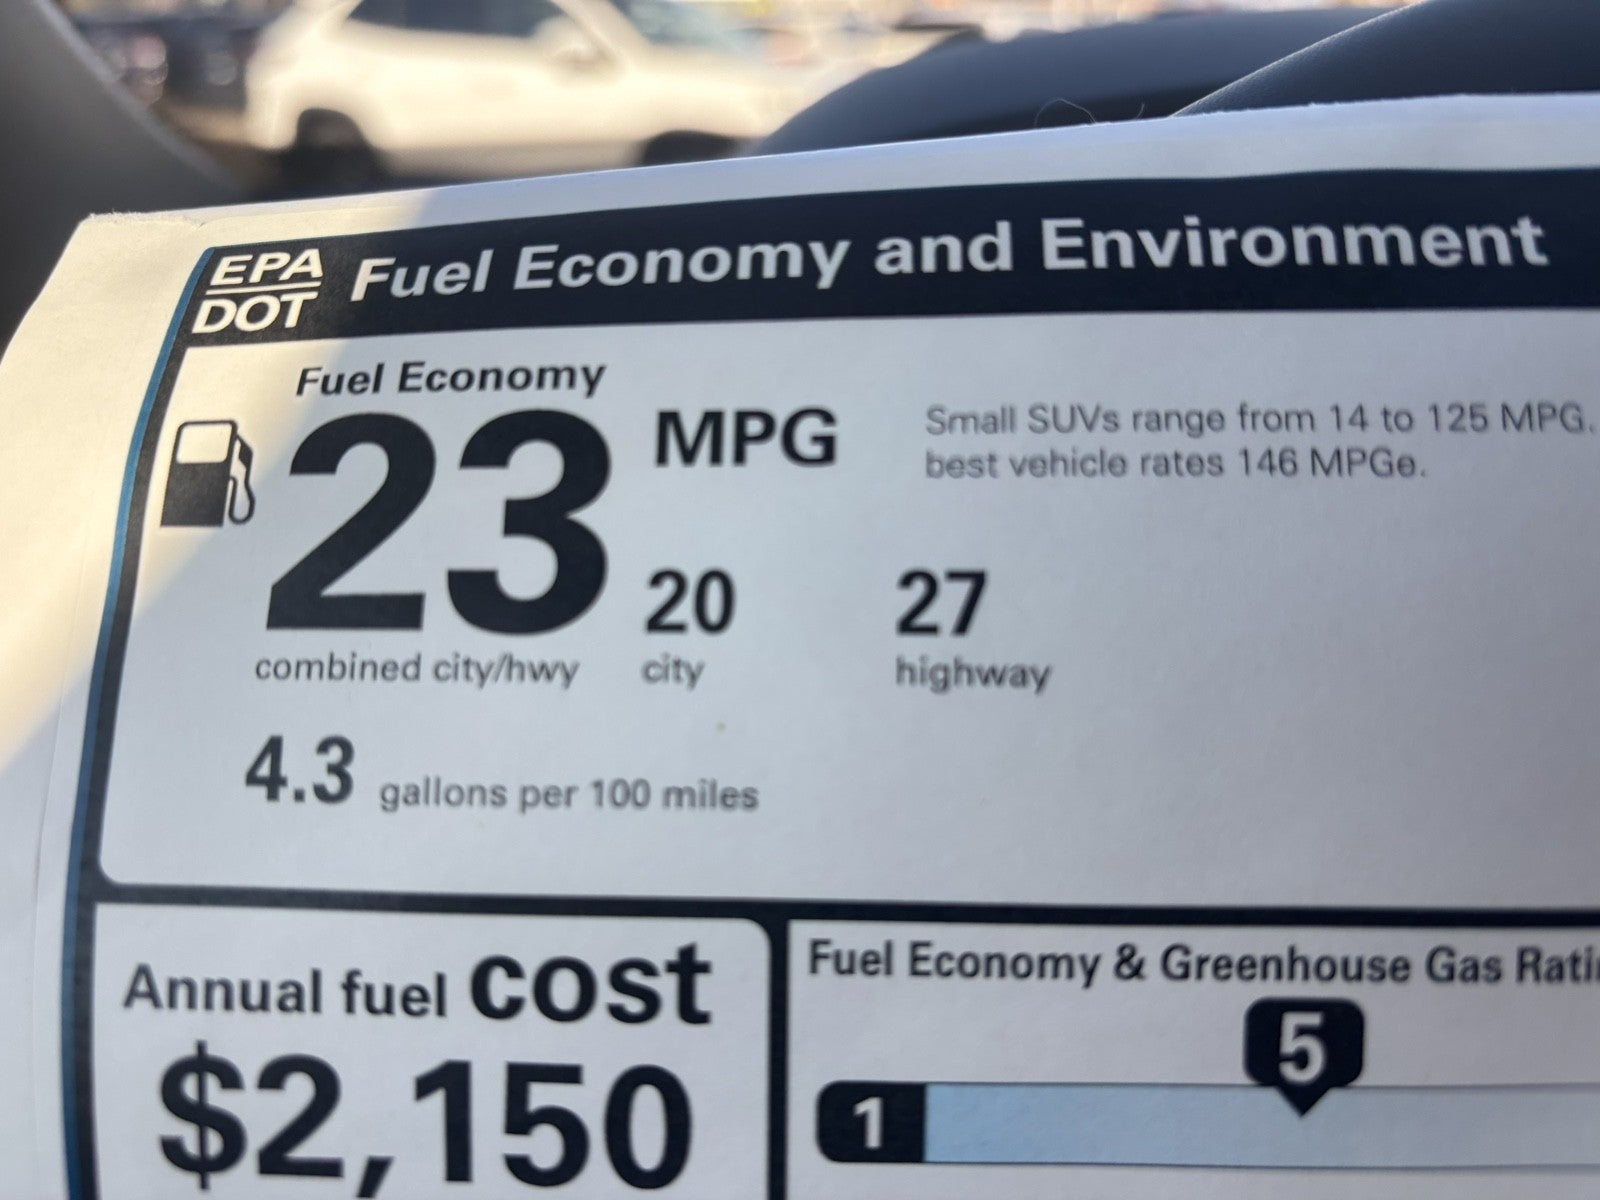 EPA
DOT
Fuel Economy and Environment
Fuel Economy
23 MPG
Small SUVs range from 14 to 125 MPG.
best vehicle rates 146 MPGe.
combined city/hwy
20
city
27
highway
4.3 gallons per 100 miles
Annual fuel cost
$2,150
Fuel Economy & Greenhouse Gas
5
1